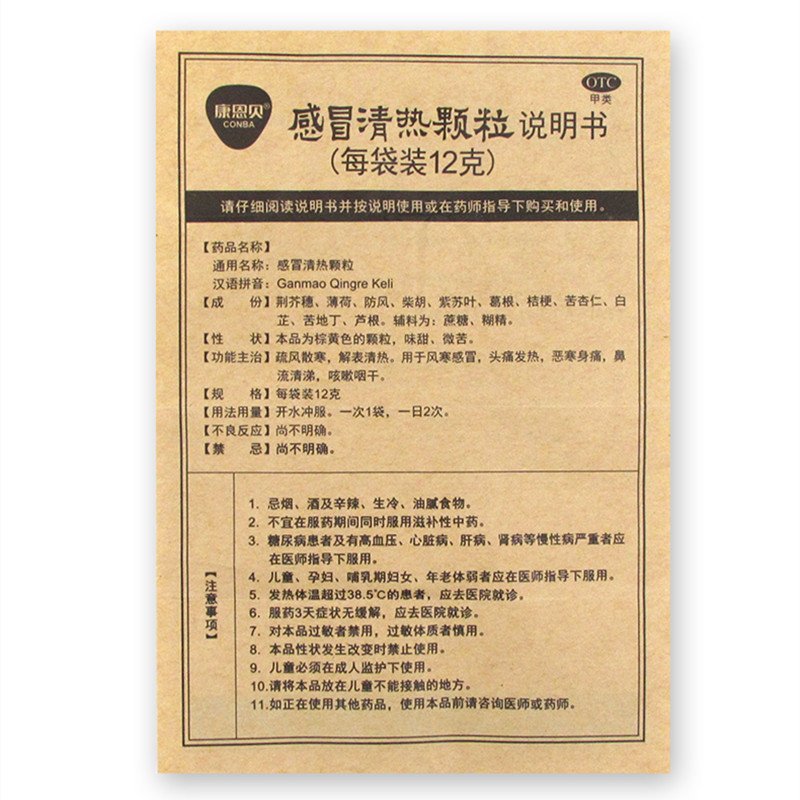 康恩贝®
CONBA
OTC
甲类
感冒清热颗粒说明书
(每袋装12克)
请仔细阅读说明书并按说明使用或在药师指导下购买和使用。
【药品名称】
通用名称：感冒清热颗粒
汉语拼音：Ganmao Qingre Keli
【成 份】荆芥穗、薄荷、防风、柴胡、紫苏叶、葛根、桔梗、苦杏仁、白
芷、苦地丁、芦根。辅料为：蔗糖、糊精。
【性 状】本品为棕黄色的颗粒，味甜、微苦。
【功能主治】疏风散寒，解表清热。用于风寒感冒，头痛发热，恶寒身痛，鼻
流清涕，咳嗽咽干。
【规 格】每袋装12克
【用法用量】开水冲服。一次1袋，一日2次。
【不良反应】尚不明确。
【禁 忌】尚不明确。
【注意事项】
1. 忌烟、酒及辛辣、生冷、油腻食物。
2. 不宜在服药期间同时服用滋补性中药。
3. 糖尿病患者及有高血压、心脏病、肝病、肾病等慢性病严重者应
在医师指导下服用。
4. 儿童、孕妇、哺乳期妇女、年老体弱者应在医师指导下服用。
5. 发热体温超过38.5℃的患者，应去医院就诊。
6. 服药3天症状无缓解，应去医院就诊。
7. 对本品过敏者禁用，过敏体质者慎用。
8. 本品性状发生改变时禁止使用。
9. 儿童必须在成人监护下使用。
10.请将本品放在儿童不能接触的地方。
11.如正在使用其他药品，使用本品前请咨询医师或药师。